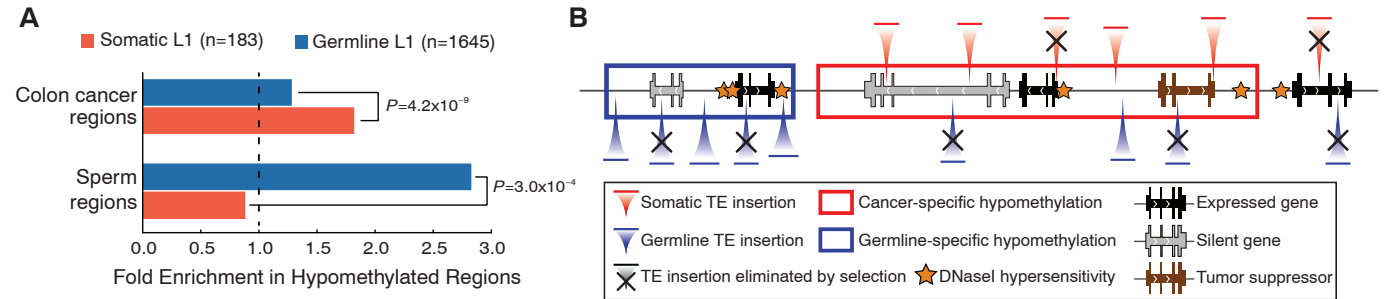 A
Somatic L1 (n=183)
Germline L1 (n=1645)
Colon cancer
regions
P=4.2x10⁻⁹
Sperm
regions
P=3.0x10⁻⁴
0.0 0.5 1.0 1.5 2.0 2.5 3.0
Fold Enrichment in Hypomethylated Regions
B
Somatic TE insertion
Cancer-specific hypomethylation
Expressed gene
Germline TE insertion
Germline-specific hypomethylation
Silent gene
TE insertion eliminated by selection
DNaseI hypersensitivity
Tumor suppressor